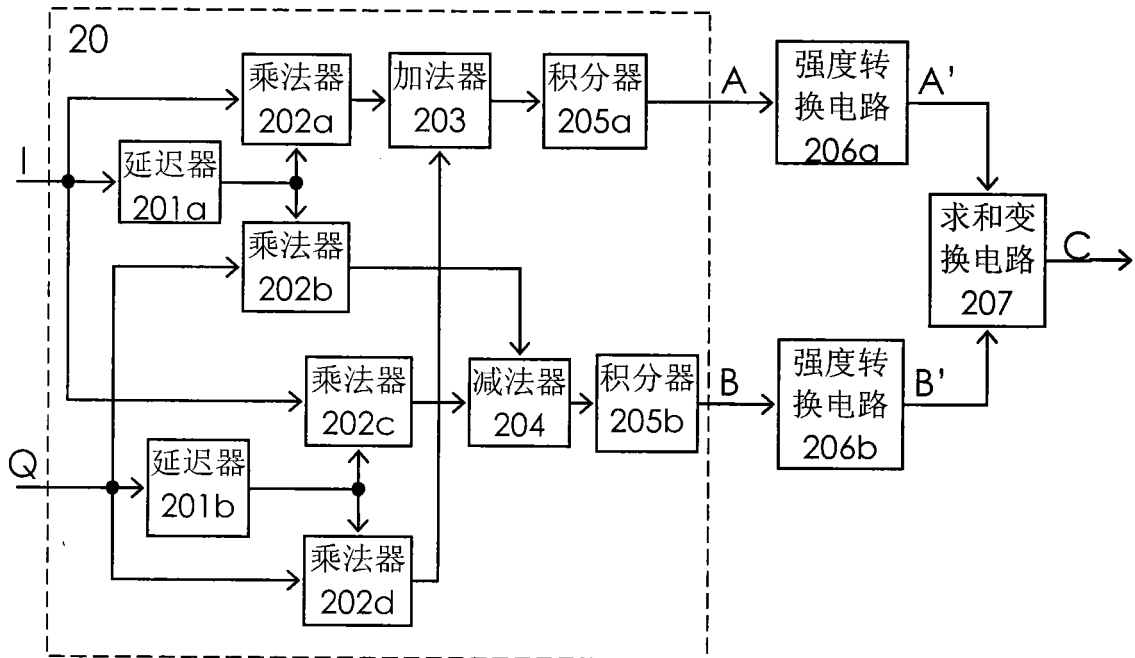 20
乘法器
202a
加法器
203
积分器
205a
A
强度转
换电路
206a
A'
I
延迟器
201a
乘法器
202b
求和变
换电路
207
C
乘法器
202c
减法器
204
积分器
205b
B
强度转
换电路
206b
B'
Q
延迟器
201b
乘法器
202d